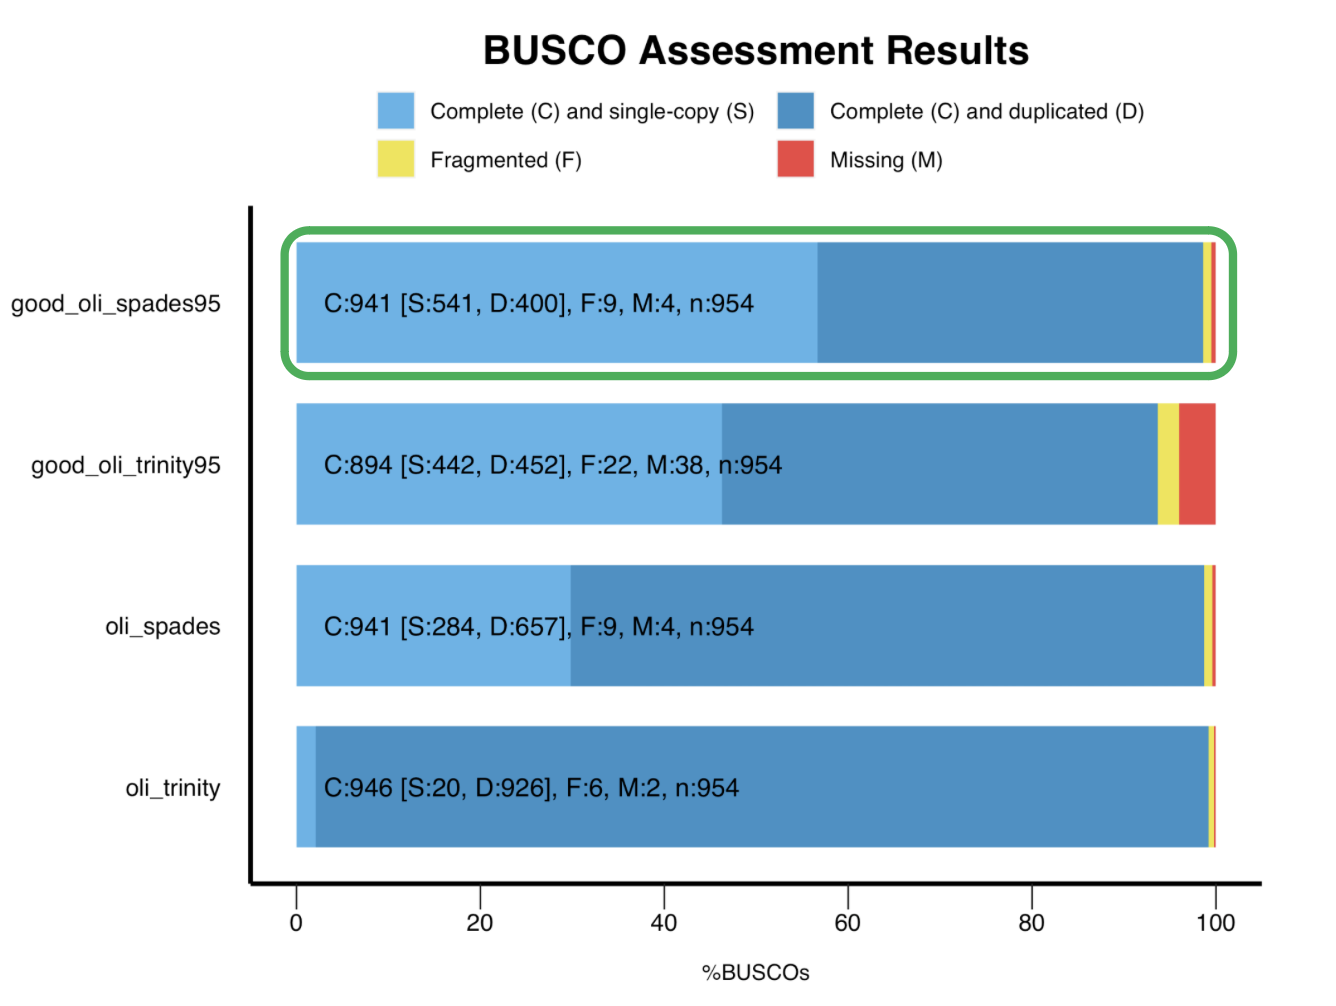 BUSCO Assessment Results
Complete (C) and single-copy (S)
Complete (C) and duplicated (D)
Fragmented (F)
Missing (M)
good_oli_spades95
C:941 [S:541, D:400], F:9, M:4, n:954
good_oli_trinity95
C:894 [S:442, D:452], F:22, M:38, n:954
oli_spades
C:941 [S:284, D:657], F:9, M:4, n:954
oli_trinity
C:946 [S:20, D:926], F:6, M:2, n:954
0 20 40 60 80 100
%BUSCOs